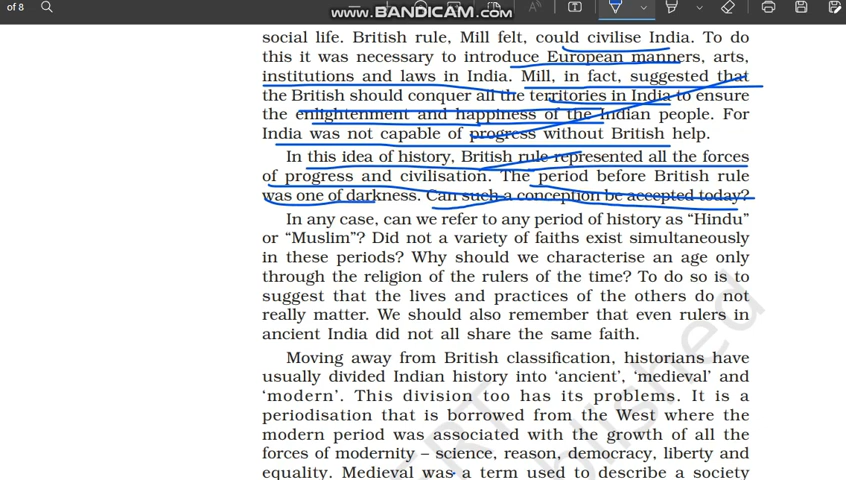 of 8
www.BANDICAM.com
social life. British rule, Mill felt, could civilise India. To do
this it was necessary to introduce European manners, arts,
institutions and laws in India. Mill, in fact, suggested that
the British should conquer all the territories in India to ensure
the enlightenment and happiness of the Indian people. For
India was not capable of progress without British help.
In this idea of history, British rule represented all the forces
of progress and civilisation. The period before British rule
was one of darkness. Can such a conception be accepted today?
In any case, can we refer to any period of history as “Hindu”
or “Muslim”? Did not a variety of faiths exist simultaneously
in these periods? Why should we characterise an age only
through the religion of the rulers of the time? To do so is to
suggest that the lives and practices of the others do not
really matter. We should also remember that even rulers in
ancient India did not all share the same faith.
Moving away from British classification, historians have
usually divided Indian history into ‘ancient’, ‘medieval’ and
‘modern’. This division too has its problems. It is a
periodisation that is borrowed from the West where the
modern period was associated with the growth of all the
forces of modernity – science, reason, democracy, liberty and
equality. Medieval was a term used to describe a society